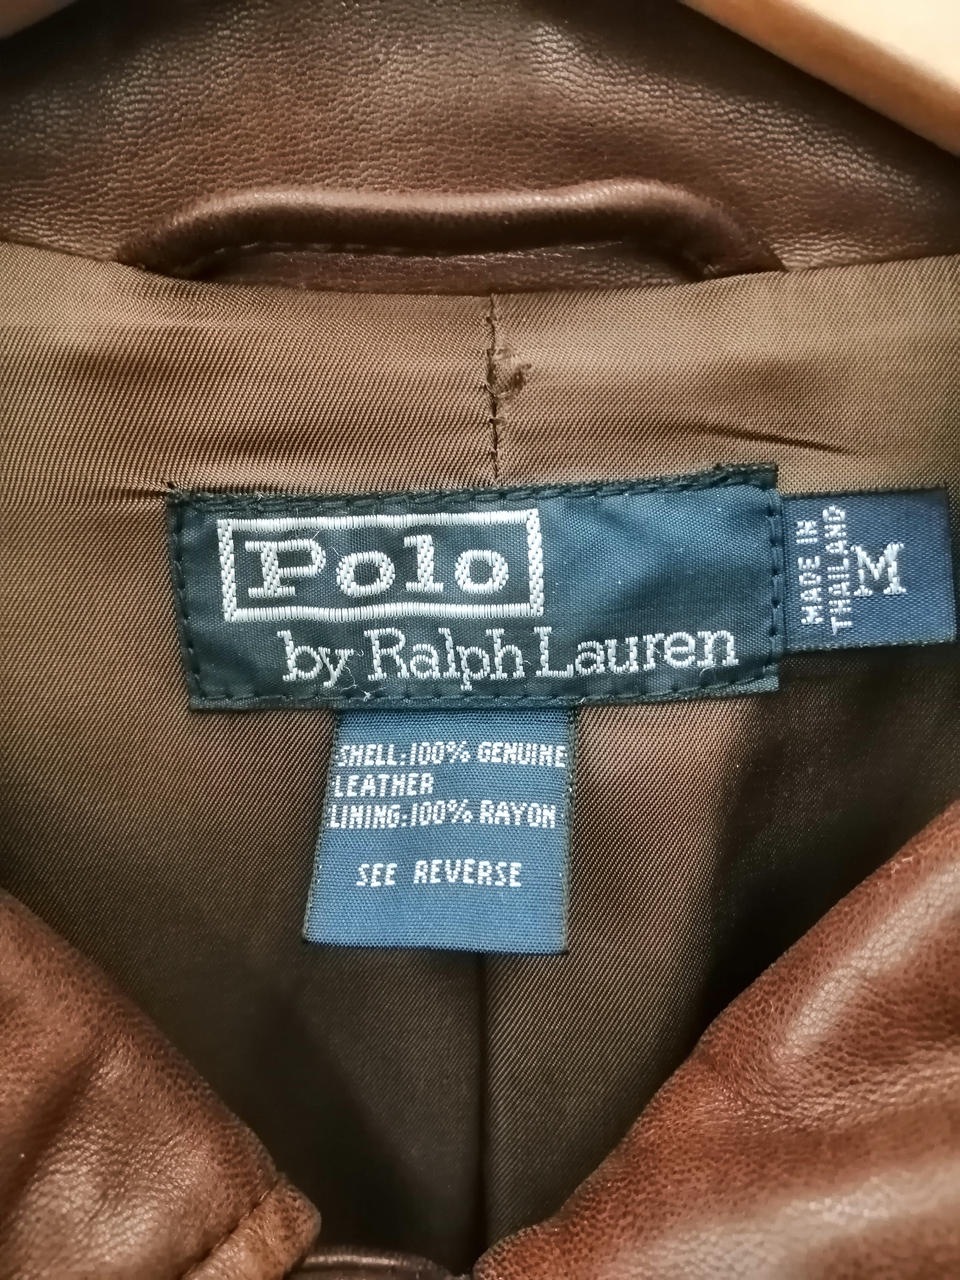 Polo
by Ralph Lauren
MADE IN
THAILAND
M
SHELL:100% GENUINE
LEATHER
LINING:100% RAYON
SEE REVERSE